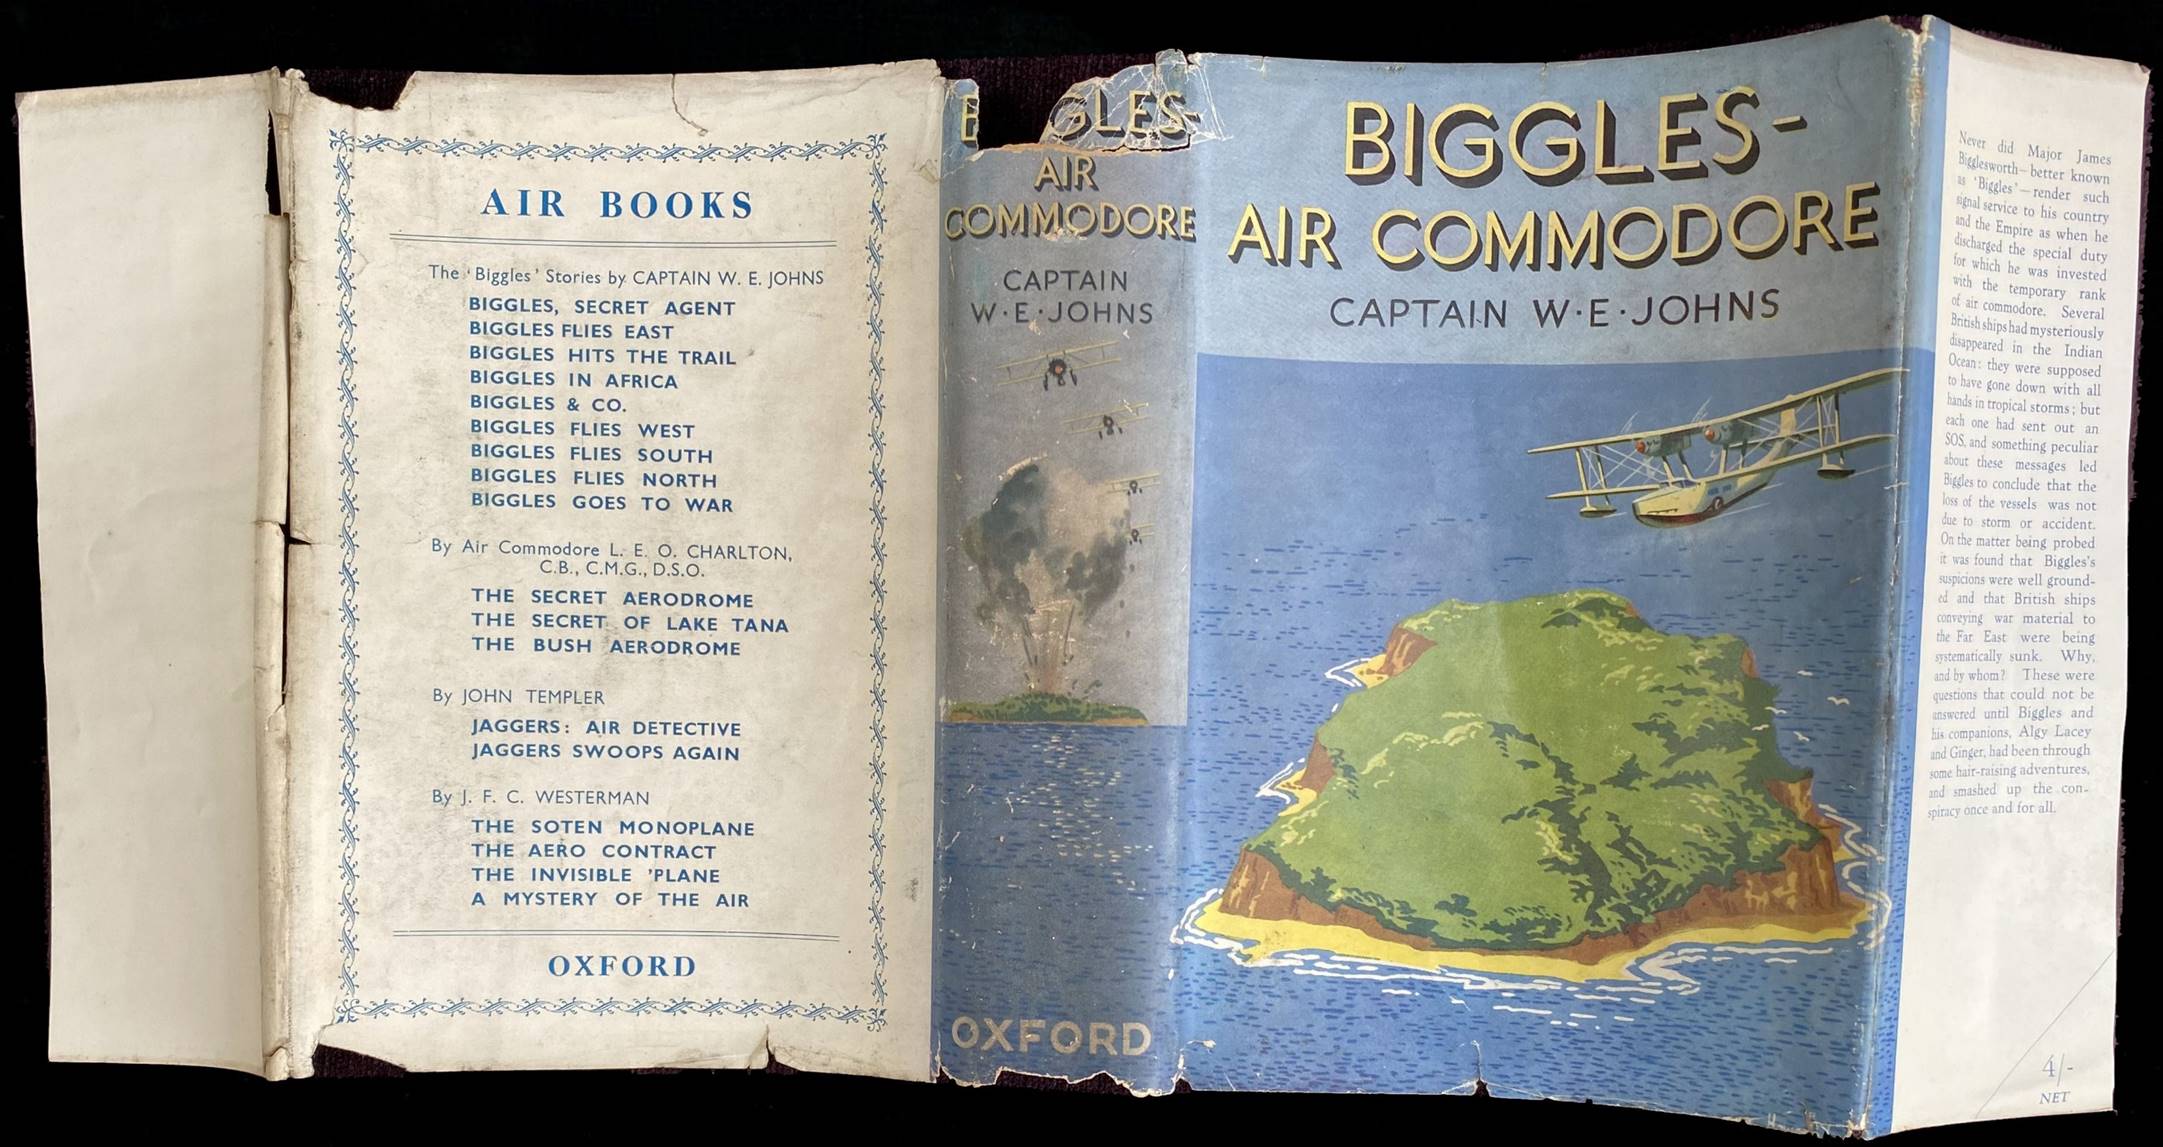 AIR BOOKS
The 'Biggles' Stories by CAPTAIN W. E. JOHNS
BIGGLES, SECRET AGENT
BIGGLES FLIES EAST
BIGGLES HITS THE TRAIL
BIGGLES IN AFRICA
BIGGLES & CO.
BIGGLES FLIES WEST
BIGGLES FLIES SOUTH
BIGGLES FLIES NORTH
BIGGLES GOES TO WAR
By Air Commodore L. E. O. CHARLTON,
C.B., C.M.G., D.S.O.
THE SECRET AERODROME
THE SECRET OF LAKE TANA
THE BUSH AERODROME
By JOHN TEMPLER
JAGGERS: AIR DETECTIVE
JAGGERS SWOOPS AGAIN
By J. F. C. WESTERMAN
THE SOTEN MONOPLANE
THE AERO CONTRACT
THE INVISIBLE 'PLANE
A MYSTERY OF THE AIR
OXFORD
B GLES-
AIR
COMMODORE
CAPTAIN
W·E·JOHNS
OXFORD
BIGGLES-
AIR COMMODORE
CAPTAIN W·E·JOHNS
Never did Major James
Bigglesworth—better known
as 'Biggles'—render such
signal service to his country
and the Empire as when he
discharged the special duty
for which he was invested
with the temporary rank
of air commodore. Several
British ships had mysteriously
disappeared in the Indian
Ocean: they were supposed
to have gone down with all
hands in tropical storms; but
each one had sent out an
SOS, and something peculiar
about these messages led
Biggles to conclude that the
loss of the vessels was not
due to storm or accident.
On the matter being probed
it was found that Biggles's
suspicions were well ground-
ed and that British ships
conveying war material to
the Far East were being
systematically sunk. Why,
and by whom? These were
questions that could not be
answered until Biggles and
his companions, Algy Lacey
and Ginger, had been through
some hair-raising adventures,
and smashed up the con-
spiracy once and for all.
4/-
NET